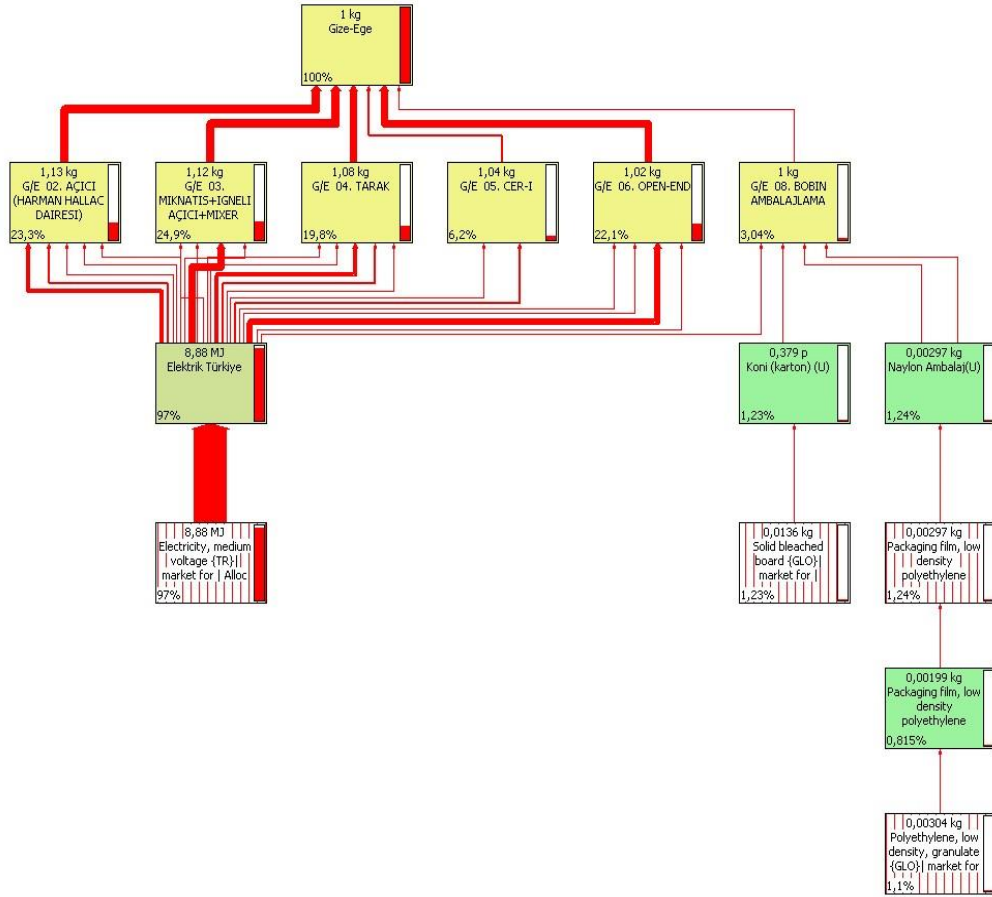 1 kg
Gize-Ege
100%
1,13 kg
G/E 02. AÇICI
(HARMAN HALLAC
DAIRESI)
23,3%
1,12 kg
G/E 03.
MIKNATIS+IGNELI
AÇICI+MIXER
24,9%
1,08 kg
G/E 04. TARAK
19,8%
1,04 kg
G/E 05. CER-I
6,2%
1,02 kg
G/E 06. OPEN-END
22,1%
1 kg
G/E 08. BOBIN
AMBALAJLAMA
3,04%
8,88 MJ
Elektrik Türkiye
97%
0,379 p
Koni (karton) (U)
1,23%
0,00297 kg
Naylon Ambalaj(U)
1,24%
8,88 MJ
Electricity, medium
voltage {TR}|
market for | Alloc
97%
0,0136 kg
Solid bleached
board {GLO}|
market for |
1,23%
0,00297 kg
Packaging film, low
density
polyethylene
1,24%
0,00199 kg
Packaging film, low
density
polyethylene
0,815%
0,00304 kg
Polyethylene, low
density, granulate
{GLO}| market for
1,1%